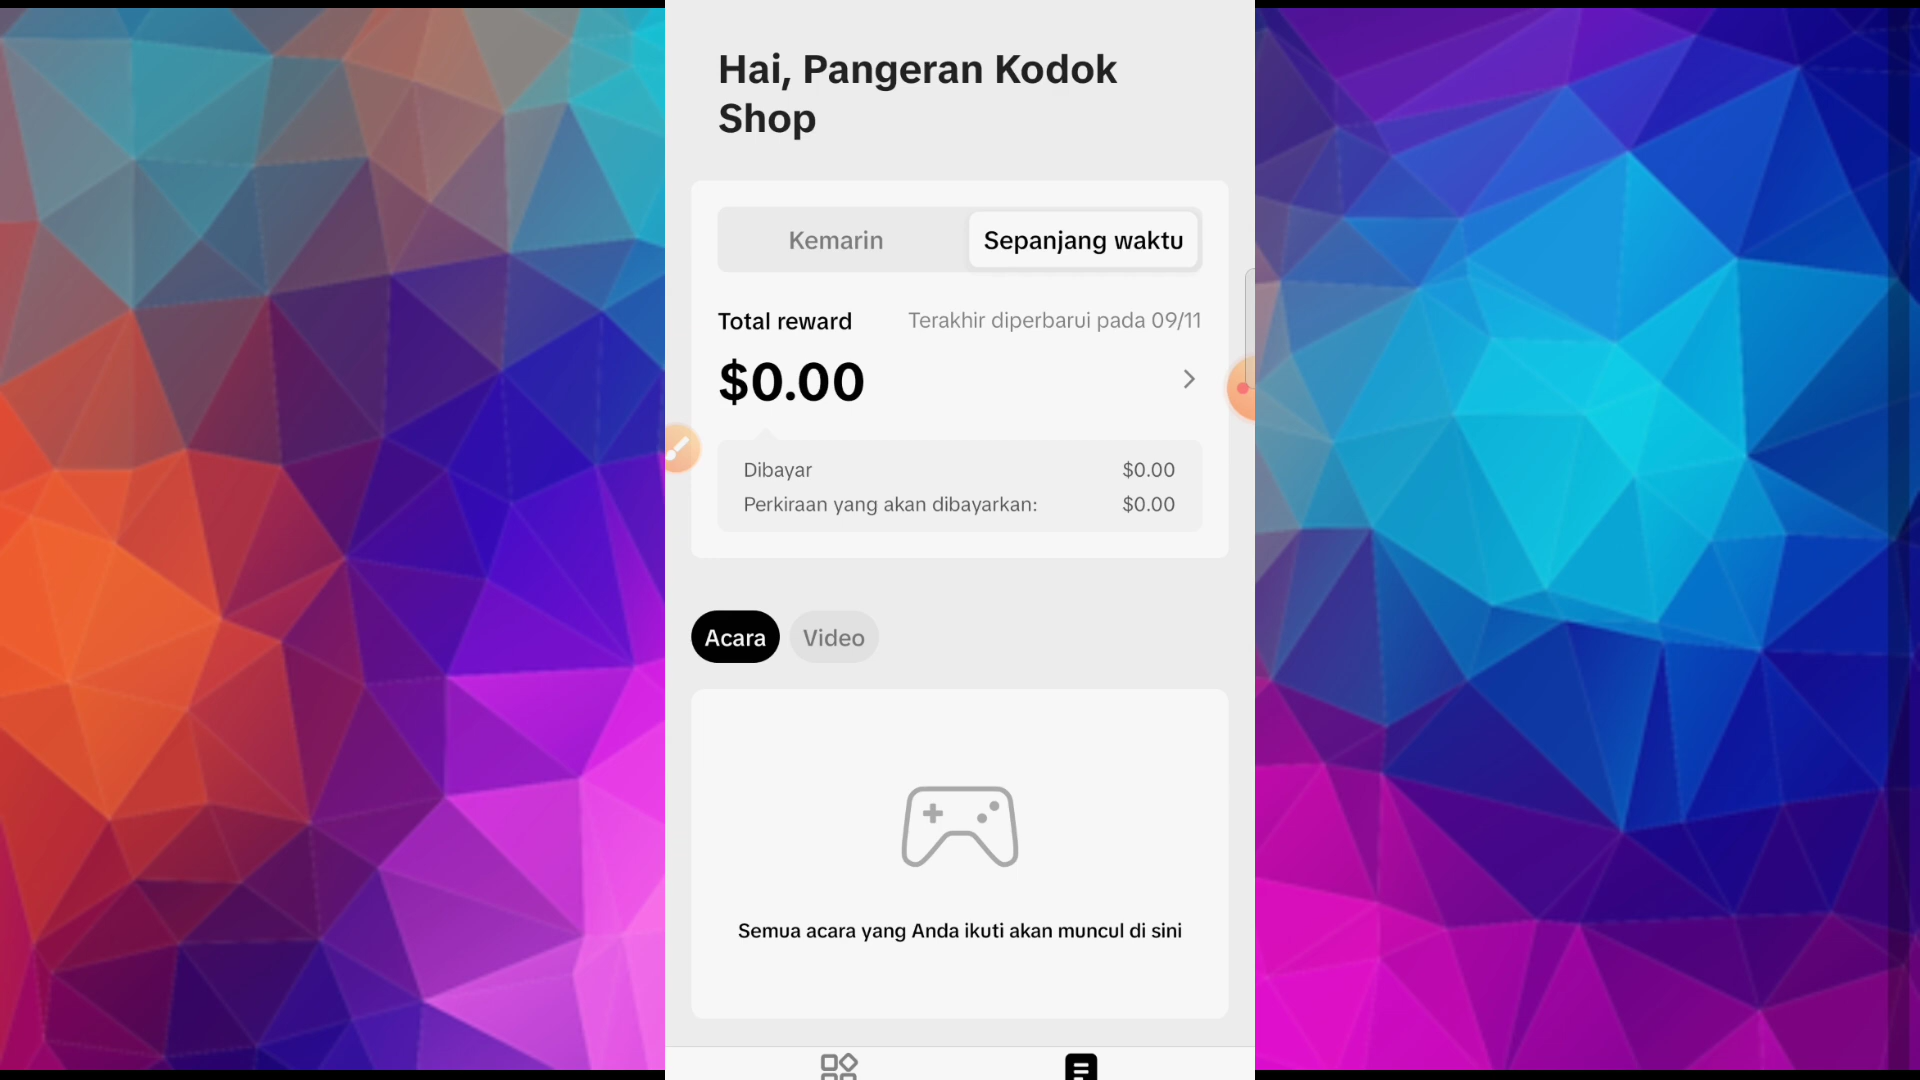 Hai, Pangeran Kodok
Shop
Kemarin
Sepanjang waktu
Total reward
Terakhir diperbarui pada 09/11
$0.00
Dibayar
$0.00
Perkiraan yang akan dibayarkan:
$0.00
Acara
Video
Semua acara yang Anda ikuti akan muncul di sini